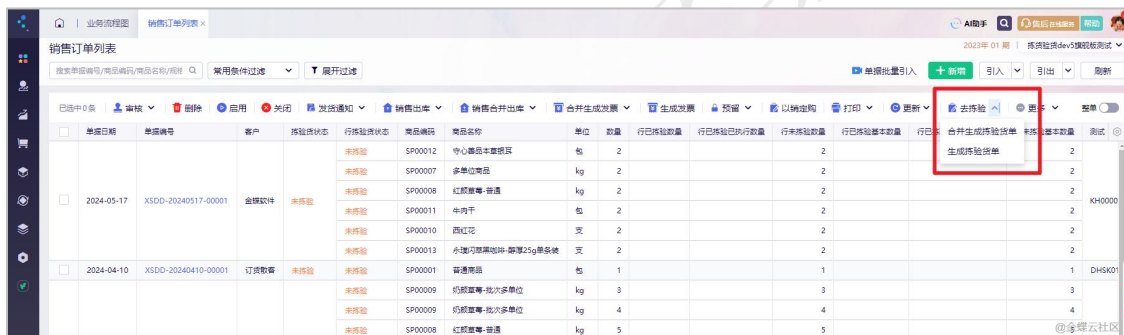 业务流程图 销售订单列表 ×
AI助手 售后在线服务 帮助
销售订单列表
2023年 01 期 拣货验货dev5旗舰版测试
搜索单据编号/商品编码/商品名称/规格 常用条件过滤 展开过滤 单据批量引入 新增 引入 引出 刷新
已选中0条 审核 删除 启用 关闭 发货通知 销售出库 销售合并出库 合并生成发票 生成发票 预留 以销定购 打印 更新 去拣验 更多 整单
单据日期 单据编号 客户 拣验货状态 行拣验货状态 商品编码 商品名称 单位 数量 行已拣验数量 行已拣验已执行数量 行未拣验数量 行已拣验基本数量 测试
合并生成拣验货单
生成拣验货单
未拣验 SP00012 守心善品本草银耳 包 2 2 2
未拣验 SP00007 多单位商品 kg 2 2 2
未拣验 SP00008 红颜草莓-普通 kg 2 2 2
2024-05-17 XSDD-20240517-00001 金蝶软件 未拣验 KH0000
未拣验 SP00011 牛肉干 包 2 2 2
未拣验 SP00010 西红花 支 2 2 2
未拣验 SP00013 永璞闪萃黑咖啡-醇厚25g单条装 支 2 2 2
2024-04-10 XSDD-20240410-00001 订货散客 未拣验 未拣验 SP00001 普通商品 包 1 1 1 DHSK01
未拣验 SP00009 奶颜草莓-批次多单位 kg 3 3 3
未拣验 SP00009 奶颜草莓-批次多单位 kg 4 4 4
未拣验 SP00008 红颜草莓-普通 kg 5 5 5
@金蝶云社区